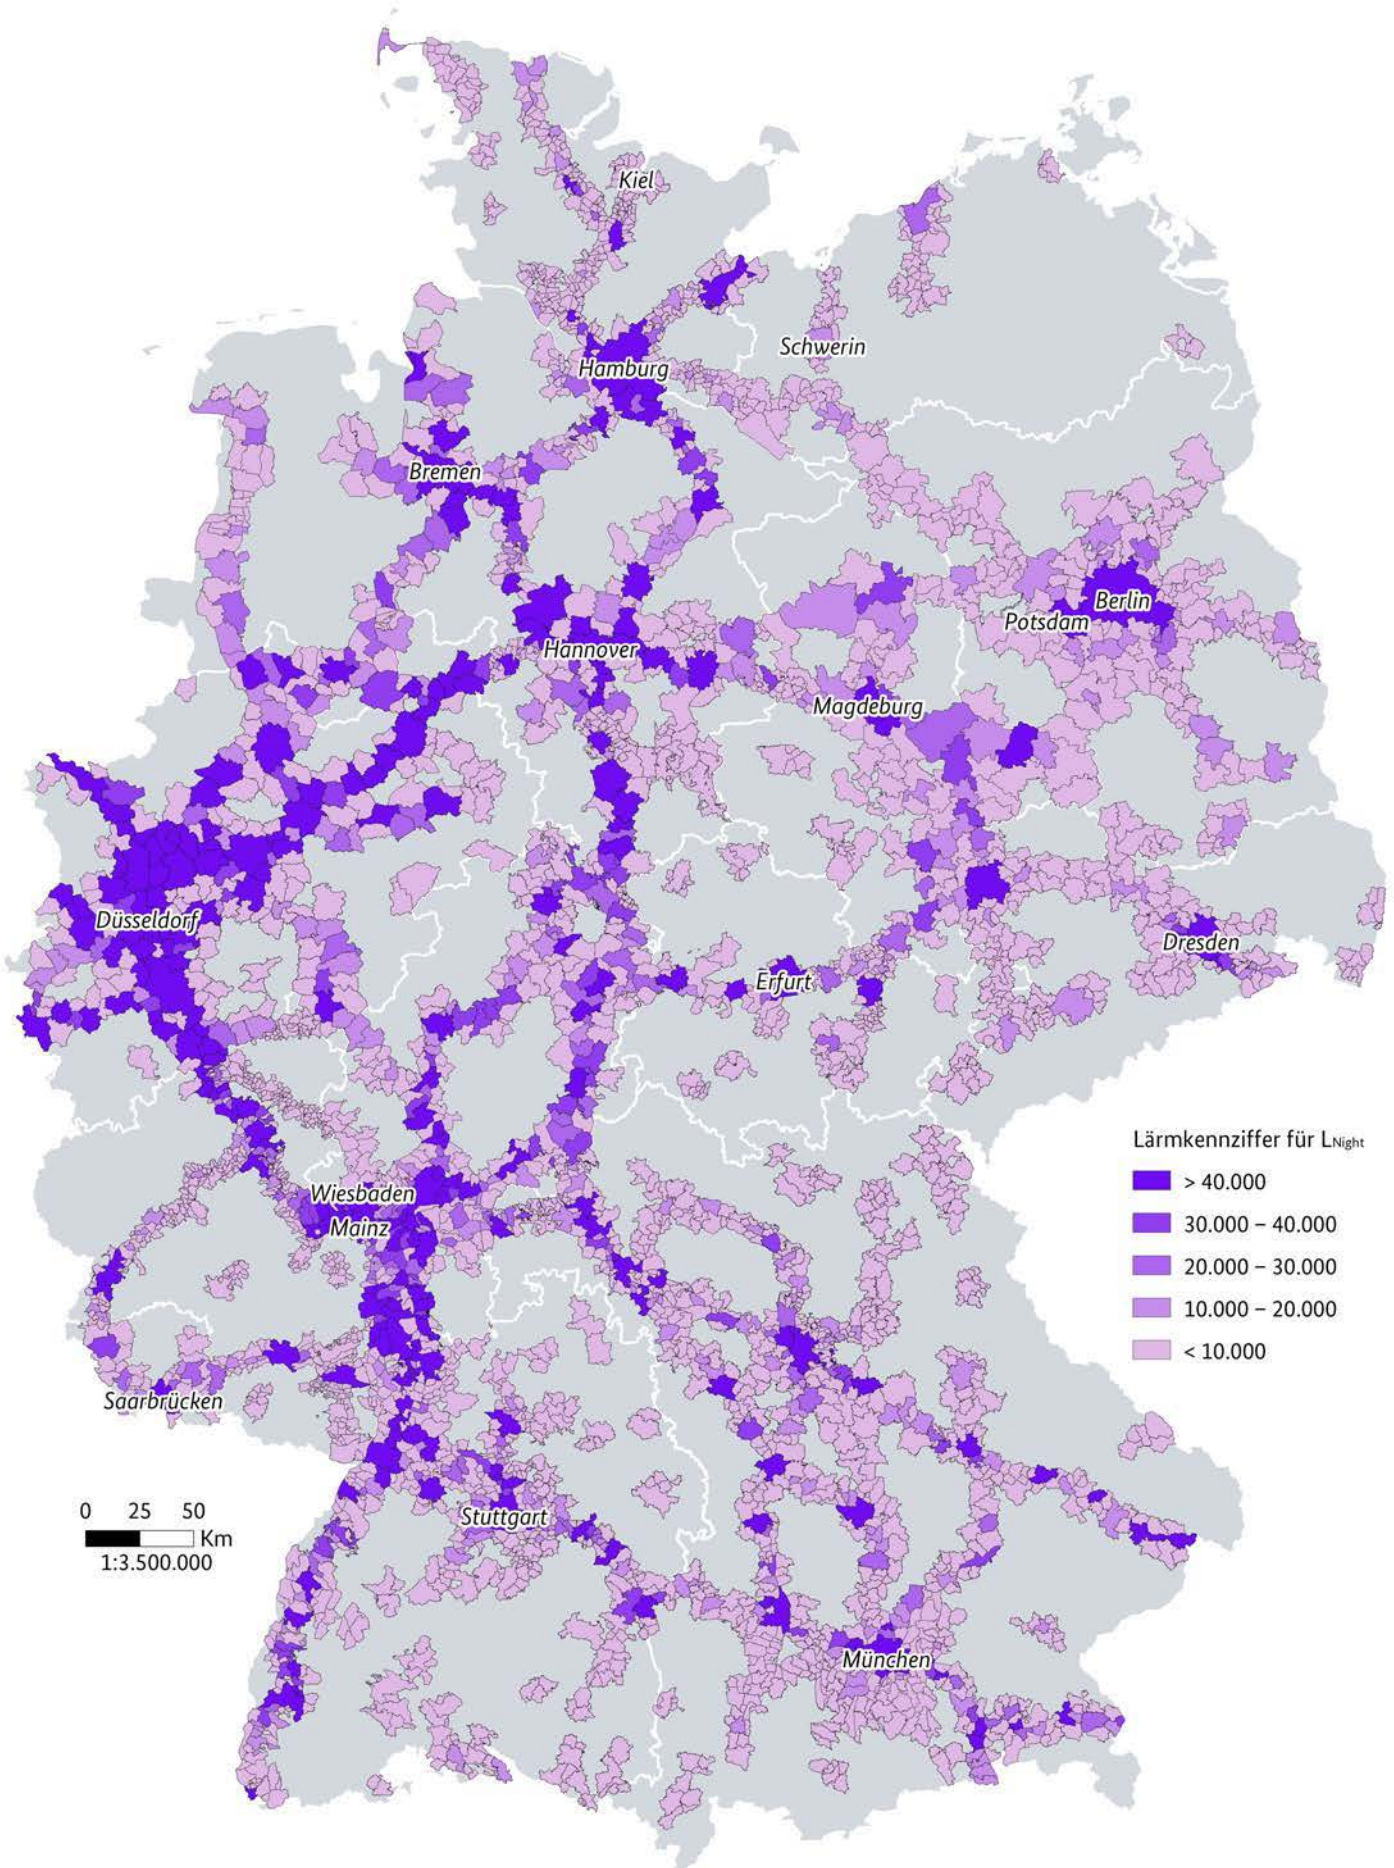 Kiel
Schwerin
Hamburg
Bremen
Berlin
Potsdam
Hannover
Magdeburg
Düsseldorf
Dresden
Erfurt
Lärmkennziffer für LNight
> 40.000
30.000 – 40.000
20.000 – 30.000
10.000 – 20.000
< 10.000
Wiesbaden
Mainz
Saarbrücken
Stuttgart
0 25 50
Km
1:3.500.000
München